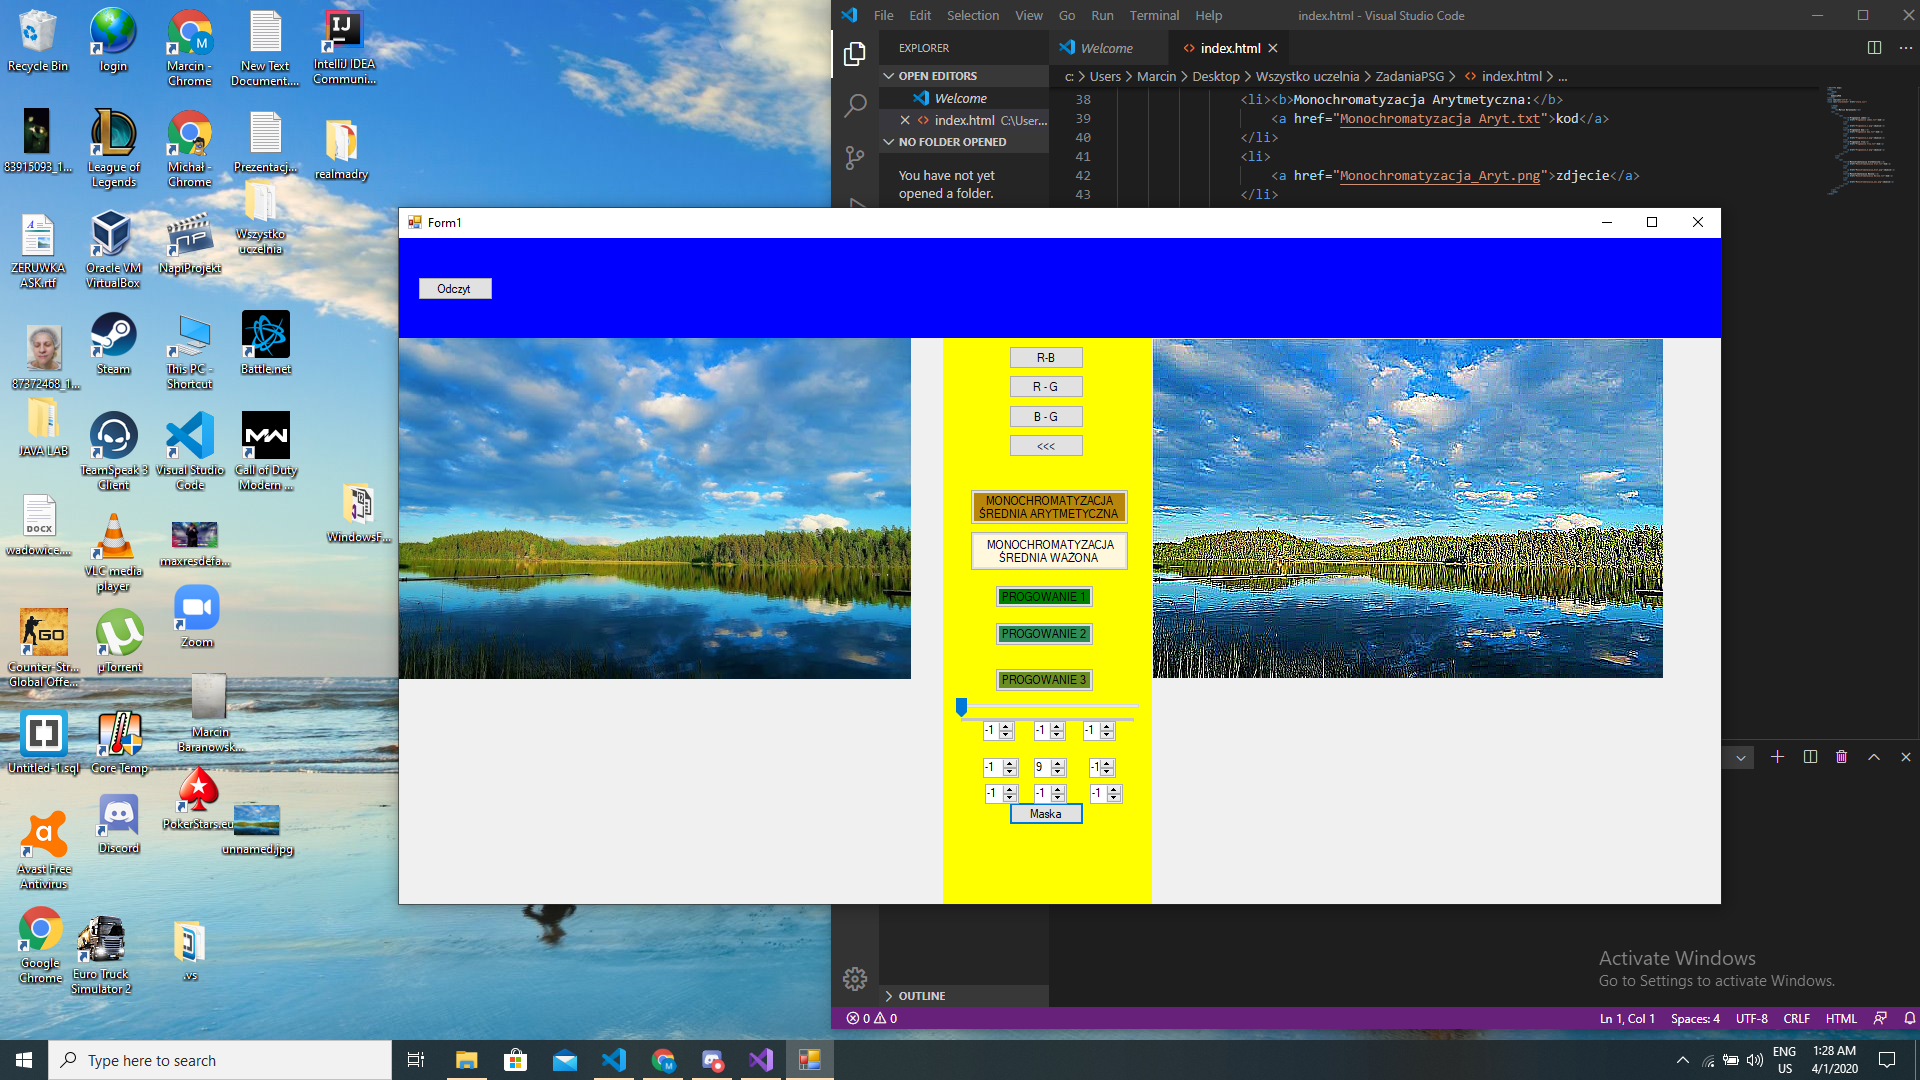 Recycle Bin
login
Marcin -
Chrome
New Text
Document....
IntelliJ IDEA
Communi...
83915093_1...
League of
Legends
Michał -
Chrome
Prezentacj...
realmadry
ZERUWKA
ASK.rtf
Oracle VM
VirtualBox
NapiProjekt
Wszystko
uczelnia
87372468_1...
Steam
This PC -
Shortcut
Battle.net
JAVA LAB
TeamSpeak 3
Client
Visual Studio
Code
Call of Duty
Modern ...
wadowice....
DOCX
VLC media
player
maxresdefa...
WindowsF...
Counter-Str...
Global Offe...
µTorrent
Zoom
Untitled-1.sql
Core Temp
Marcin
Baranowsk...
Avast Free
Antivirus
Discord
PokerStars.eu
unnamed.jpg
Google
Chrome
Euro Truck
Simulator 2
.vs
File Edit Selection View Go Run Terminal Help
index.html - Visual Studio Code
EXPLORER
Welcome
index.html
OPEN EDITORS
Welcome
index.html C:\User...
NO FOLDER OPENED
You have not yet
opened a folder.
c: > Users > Marcin > Desktop > Wszystko uczelnia > ZadaniaPSG > index.html > ...
38 <li><b>Monochromatyzacja Arytmetyczna:</b>
39 <a href="Monochromatyzacja Aryt.txt">kod</a>
40 </li>
41 <li>
42 <a href="Monochromatyzacja_Aryt.png">zdjecie</a>
43 </li>
Form1
Odczyt
R-B
R - G
B - G
<<<
MONOCHROMATYZACJA
ŚREDNIA ARYTMETYCZNA
MONOCHROMATYZACJA
ŚREDNIA WAŻONA
PROGOWANIE 1
PROGOWANIE 2
PROGOWANIE 3
-1 -1 -1
-1 9 -1
-1 -1 -1
Maska
OUTLINE
Activate Windows
Go to Settings to activate Windows.
0 0
Ln 1, Col 1 Spaces: 4 UTF-8 CRLF HTML
Type here to search
ENG
US
1:28 AM
4/1/2020